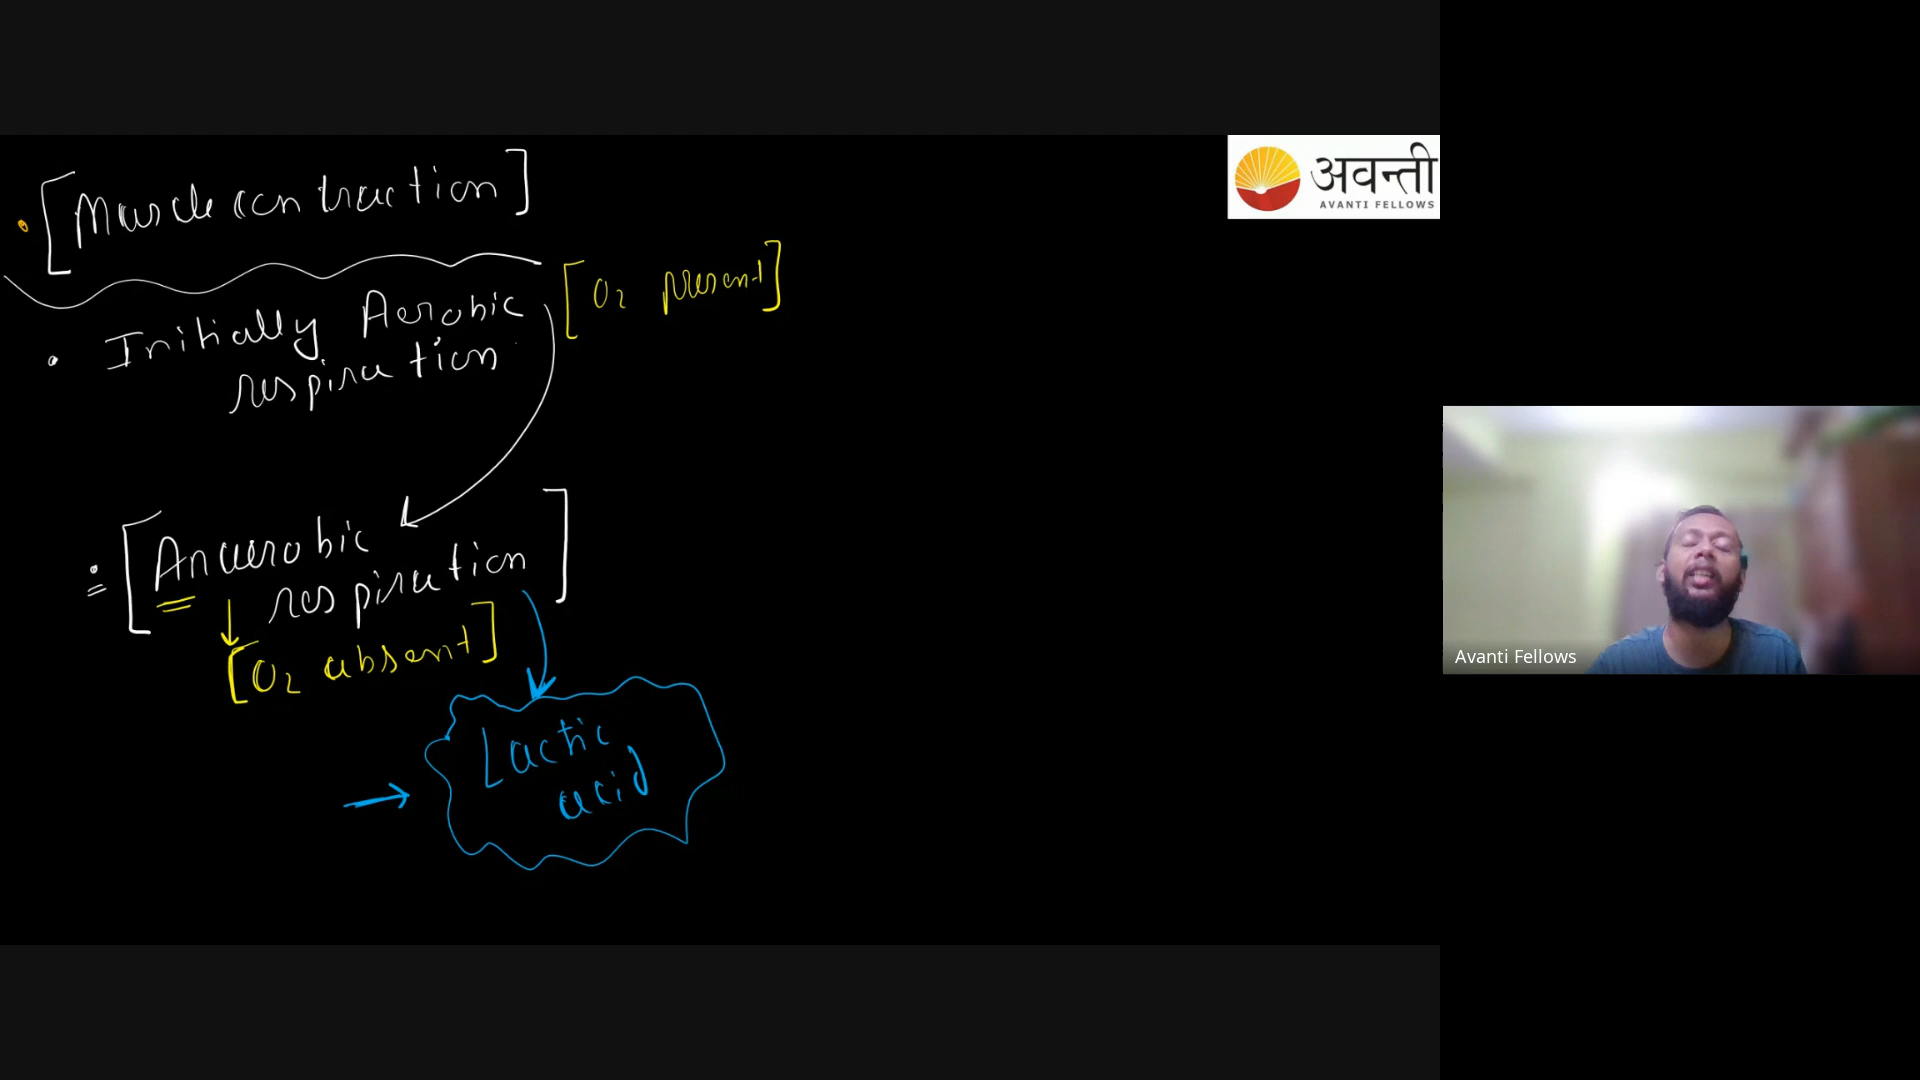 [Muscle contraction]
• Initially Aerobic [O2 present]
respiration
[Anaerobic
respiration]
[O2 absent]
Lactic
acid
अवन्ती
AVANTI FELLOWS
Avanti Fellows